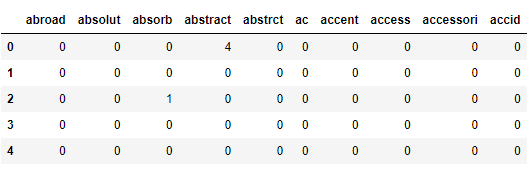 abroad absolut absorb abstract abstrct ac accent access accessori accid
0 0 0 0 4 0 0 0 0 0 0
1 0 0 0 0 0 0 0 0 0 0
2 0 0 1 0 0 0 0 0 0 0
3 0 0 0 0 0 0 0 0 0 0
4 0 0 0 0 0 0 0 0 0 0